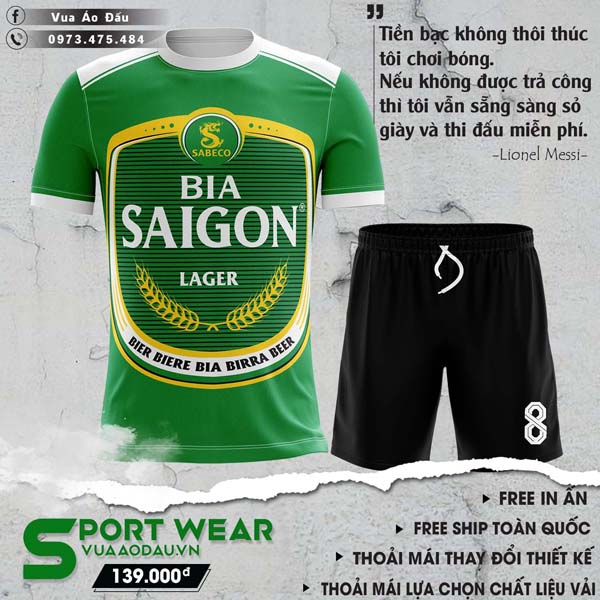 Vua Áo Đấu
0973.475.484
"
Tiền bạc không thôi thúc
tôi chơi bóng.
Nếu không được trả công
thì tôi vẫn sẵng sàng sỏ
giày và thi đấu miễn phí.
-Lionel Messi-
SABECO
BIA
SAIGON®
LAGER
BIER BIERE BIA BIRRA BEER
8
SPORT WEAR
VUAAODAU.VN
139.000đ
FREE IN ẤN
FREE SHIP TOÀN QUỐC
THOẢI MÁI THAY ĐỔI THIẾT KẾ
THOẢI MÁI LỰA CHỌN CHẤT LIỆU VẢI